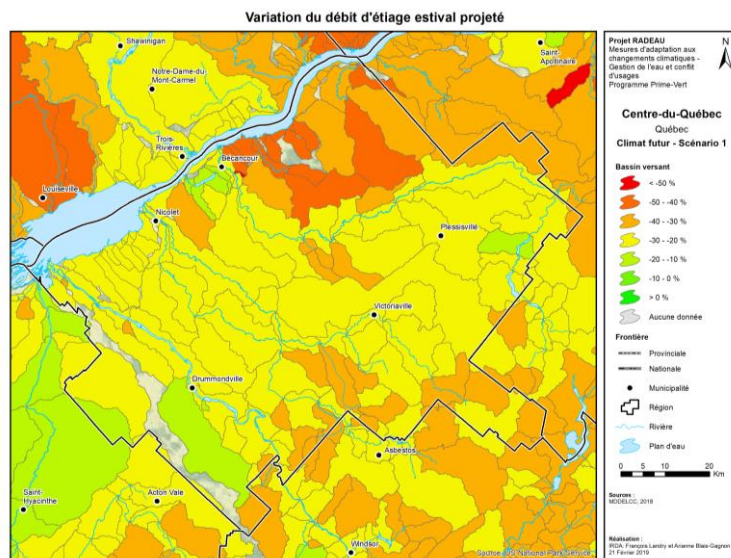 Variation du débit d'étiage estival projeté
Shawinigan
Notre-Dame-du-
Mont-Carmel
Saint-
Apollinaire
Trois-
Rivières
Bécancour
Louiseville
Nicolet
Plessisville
Victoriaville
Drummondville
Asbestos
Saint-
Hyacinthe
Acton Vale
Windsor
Source : US National Park Service
Projet RADEAU
Mesures d'adaptation aux
changements climatiques -
Gestion de l'eau et conflit
d'usages
Programme Prime-Vert
N
Centre-du-Québec
Québec
Climat futur - Scénario 1
Bassin versant
< -50 %
-50 - -40 %
-40 - -30 %
-30 - -20 %
-20 - -10 %
-10 - 0 %
> 0 %
Aucune donnée
Frontière
Provinciale
Nationale
Municipalité
Région
Rivière
Plan d'eau
0 5 10 20
Km
Sources :
MDDELCC, 2018
Réalisation :
IRDA: François Landry et Arianne Blais-Gagnon
21 Février 2019